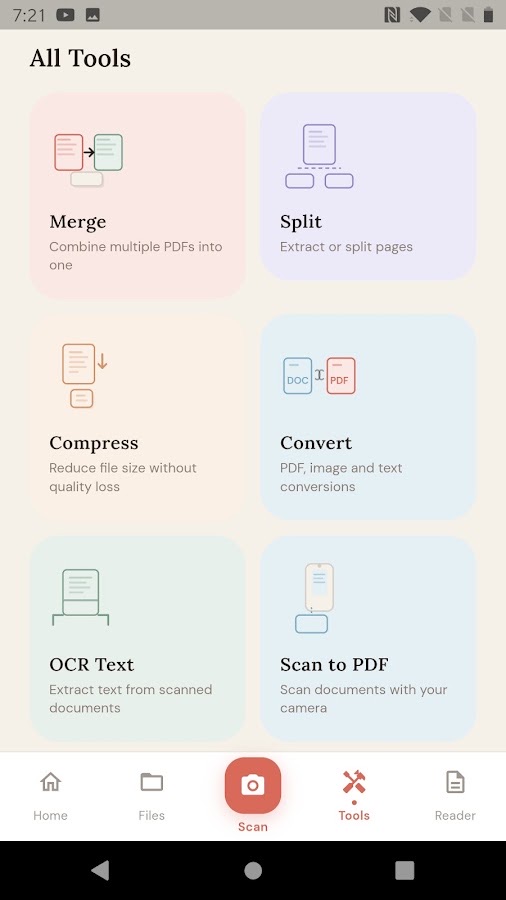 7:21
All Tools
Merge
Combine multiple PDFs into
one
Split
Extract or split pages
Compress
Reduce file size without
quality loss
DOC
PDF
Convert
PDF, image and text
conversions
OCR Text
Extract text from scanned
documents
Scan to PDF
Scan documents with your
camera
Home
Files
Scan
Tools
Reader